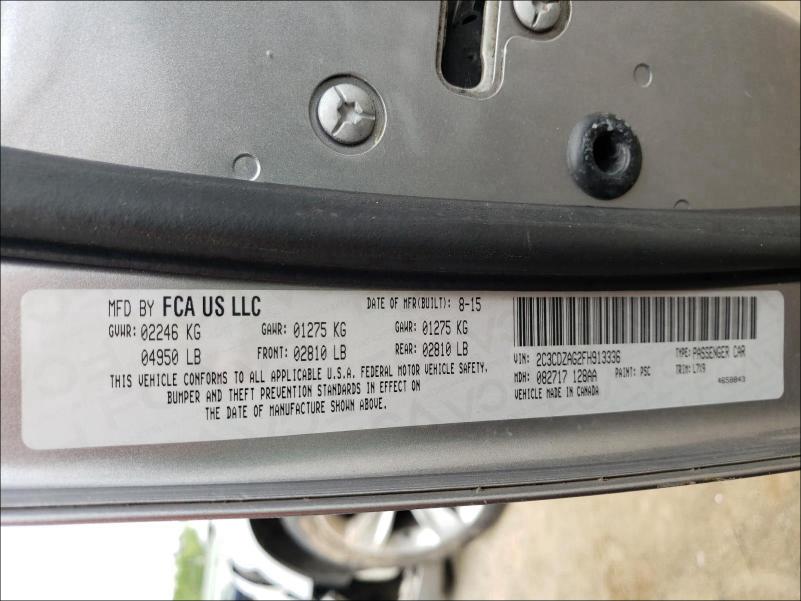 MFD BY FCA US LLC DATE OF MFR(BUILT): 8-15
GVWR: 02246 KG GAWR: 01275 KG GAWR: 01275 KG
04950 LB FRONT: 02810 LB REAR: 02810 LB
THIS VEHICLE CONFORMS TO ALL APPLICABLE U.S.A. FEDERAL MOTOR VEHICLE SAFETY,
BUMPER AND THEFT PREVENTION STANDARDS IN EFFECT ON
THE DATE OF MANUFACTURE SHOWN ABOVE.
VIN: 2C3CDZAG2FH913336 TYPE: PASSENGER CAR
MDH: 082717 128AA PAINT: PSC TRIM: L7X9
VEHICLE MADE IN CANADA 4658043